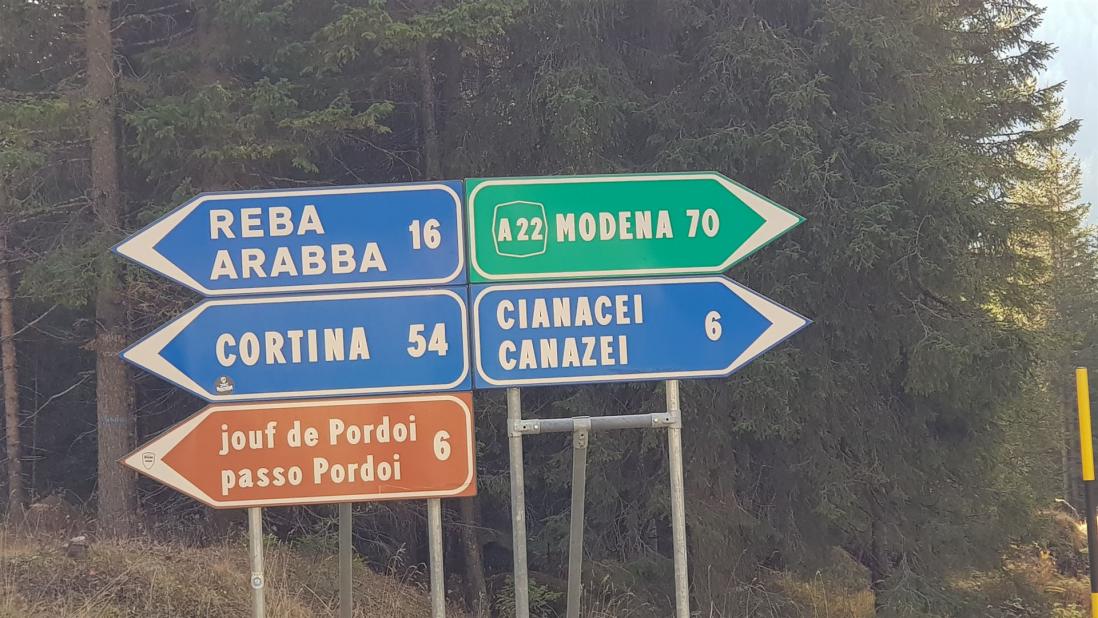 REBA
ARABBA 16
A22 MODENA 70
CORTINA 54
CIANACEI
CANAZEI 6
jouf de Pordoi
passo Pordoi 6